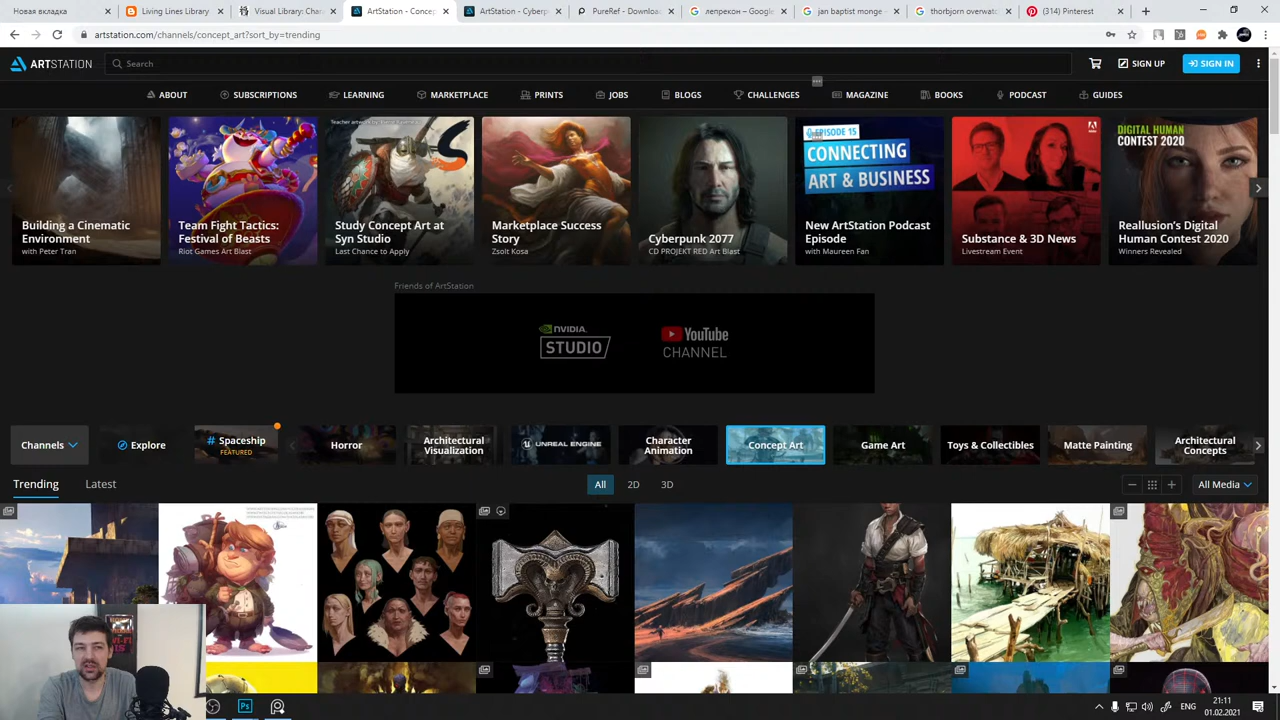 Новая вкладка
Living Lines Library
Visual Library: Cha
ArtStation - Concep
ArtStation - Cyberp
PureRef - Downloa
лепрекон – Google
jan baptist monge -
thorbjorn overwato
(314) Pinterest
artstation.com/channels/concept_art?sort_by=trending
ARTSTATION
Search
SIGN UP
SIGN IN
ABOUT
SUBSCRIPTIONS
LEARNING
MARKETPLACE
PRINTS
JOBS
BLOGS
CHALLENGES
MAGAZINE
BOOKS
PODCAST
GUIDES
Building a Cinematic
Environment
with Peter Tran
Team Fight Tactics:
Festival of Beasts
Riot Games Art Blast
Study Concept Art at
Syn Studio
Last Chance to Apply
Marketplace Success
Story
Zsolt Kosa
Cyberpunk 2077
CD PROJEKT RED Art Blast
EPISODE 15
CONNECTING
ART & BUSINESS
New ArtStation Podcast
Episode
with Maureen Fan
Substance & 3D News
Livestream Event
DIGITAL HUMAN
CONTEST 2020
Reallusion's Digital
Human Contest 2020
Winners Revealed
Friends of ArtStation
NVIDIA.
STUDIO
YouTube
CHANNEL
Channels
Explore
# Spaceship
FEATURED
Horror
Architectural
Visualization
UNREAL ENGINE
Character
Animation
Concept Art
Game Art
Toys & Collectibles
Matte Painting
Architectural
Concepts
Trending
Latest
All
2D
3D
All Media
Ps
ENG
21:11
01.02.2021